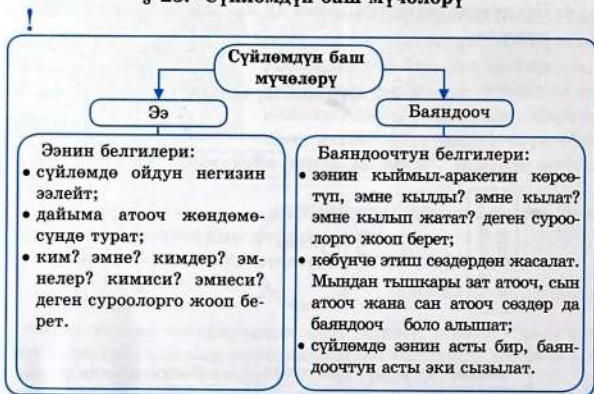 !
Сүйлөмдүн баш
мүчөлөрү
Ээ
Баяндооч
Ээнин белгилери:
• сүйлөмдө ойдун негизин
ээлейт;
• дайыма атооч жөндөмө-
сүндө турат;
• ким? эмне? кимдер? эм-
нелер? кимиси? эмнеси?
деген суроолорго жооп бе-
рет.
Баяндоочтун белгилери:
• ээнин кыймыл-аракетин көрсө-
түп, эмне кылды? эмне кылат?
эмне кылып жатат? деген суроо-
лорго жооп берет;
• көбүнчө этиш сөздөрдөн жасалат.
Мындан тышкары зат атооч, сын
атооч жана сан атооч сөздөр да
баяндооч боло алышат;
• сүйлөмдө ээнин асты бир, баян-
доочтун асты эки сызылат.